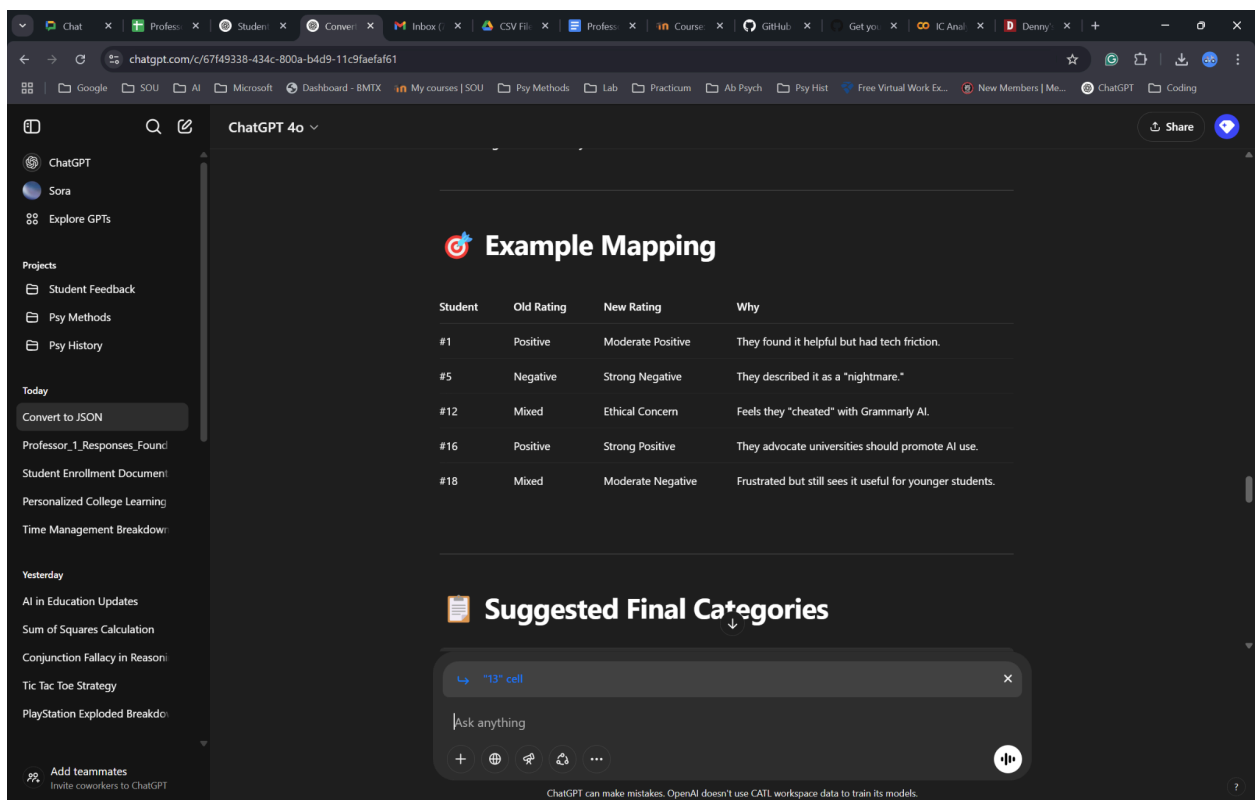 Chat
Profess
Student
Convert
Inbox (
CSV File
Profess
Course:
GitHub
Get you
IC Anal
Denny'
chatgpt.com/c/67f49338-434c-800a-b4d9-11c9faefaf61
Google
SOU
AI
Microsoft
Dashboard - BMTX
My courses | SOU
Psy Methods
Lab
Practicum
Ab Psych
Psy Hist
Free Virtual Work Ex...
New Members | Me...
ChatGPT
Coding
ChatGPT 4o
Share
ChatGPT
Sora
Explore GPTs
Projects
Student Feedback
Psy Methods
Psy History
Today
Convert to JSON
Professor_1_Responses_Found
Student Enrollment Document
Personalized College Learning
Time Management Breakdown
Yesterday
AI in Education Updates
Sum of Squares Calculation
Conjunction Fallacy in Reasoni
Tic Tac Toe Strategy
PlayStation Exploded Breakdo
Add teammates
Invite coworkers to ChatGPT
Example Mapping
Student Old Rating New Rating Why
#1 Positive Moderate Positive They found it helpful but had tech friction.
#5 Negative Strong Negative They described it as a "nightmare."
#12 Mixed Ethical Concern Feels they "cheated" with Grammarly AI.
#16 Positive Strong Positive They advocate universities should promote AI use.
#18 Mixed Moderate Negative Frustrated but still sees it useful for younger students.
Suggested Final Categories
"13" cell
Ask anything
ChatGPT can make mistakes. OpenAI doesn't use CATL workspace data to train its models.
?